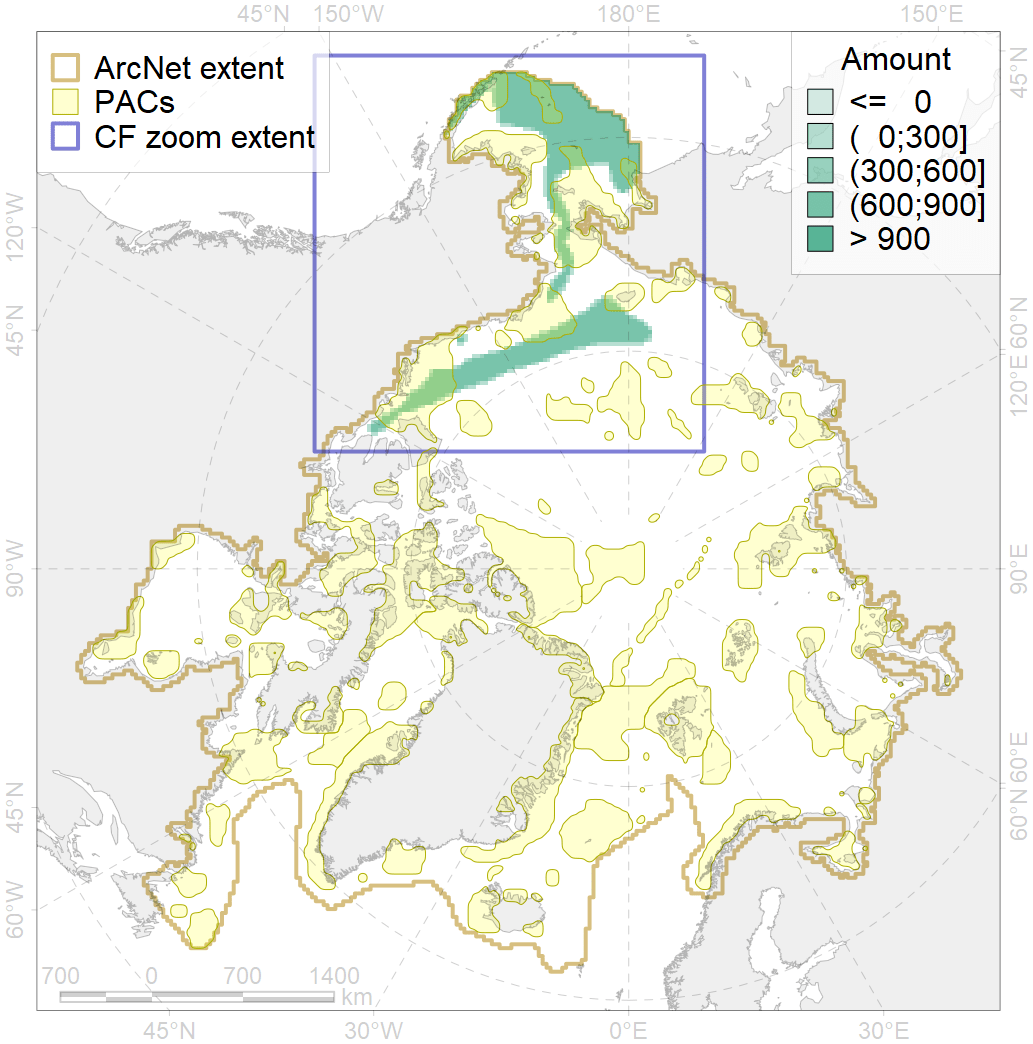 45°N 150°W 180°E 150°E
ArcNet extent
PACs
CF zoom extent
Amount
<= 0
( 0;300]
(300;600]
(600;900]
> 900
45°N
120°W
45°N
90°W
45°N
60°W
60°N
120°E
90°E
60°E
60°N
700 0 700 1400
km
45°N 30°W 0°E 30°E